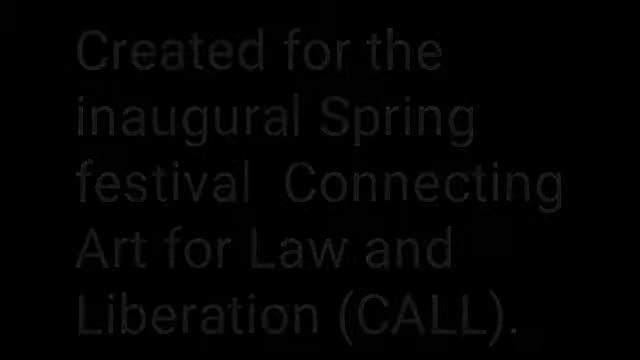 Created for the
inaugural Spring
festival  Connecting
Art for Law and
Liberation (CALL).